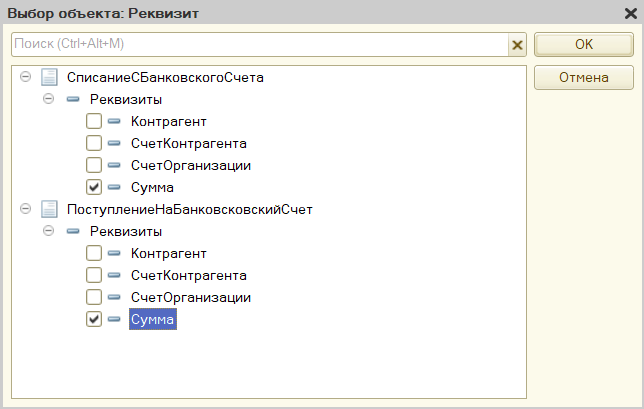 Выбор объекта: Реквизит
Поиск (Ctrl+Alt+M)
OK
Отмена
СписаниеСБанковскогоСчета
Реквизиты
Контрагент
СчетКонтрагента
СчетОрганизации
Сумма
ПоступлениеНаБанковсковскийСчет
Реквизиты
Контрагент
СчетКонтрагента
СчетОрганизации
Сумма